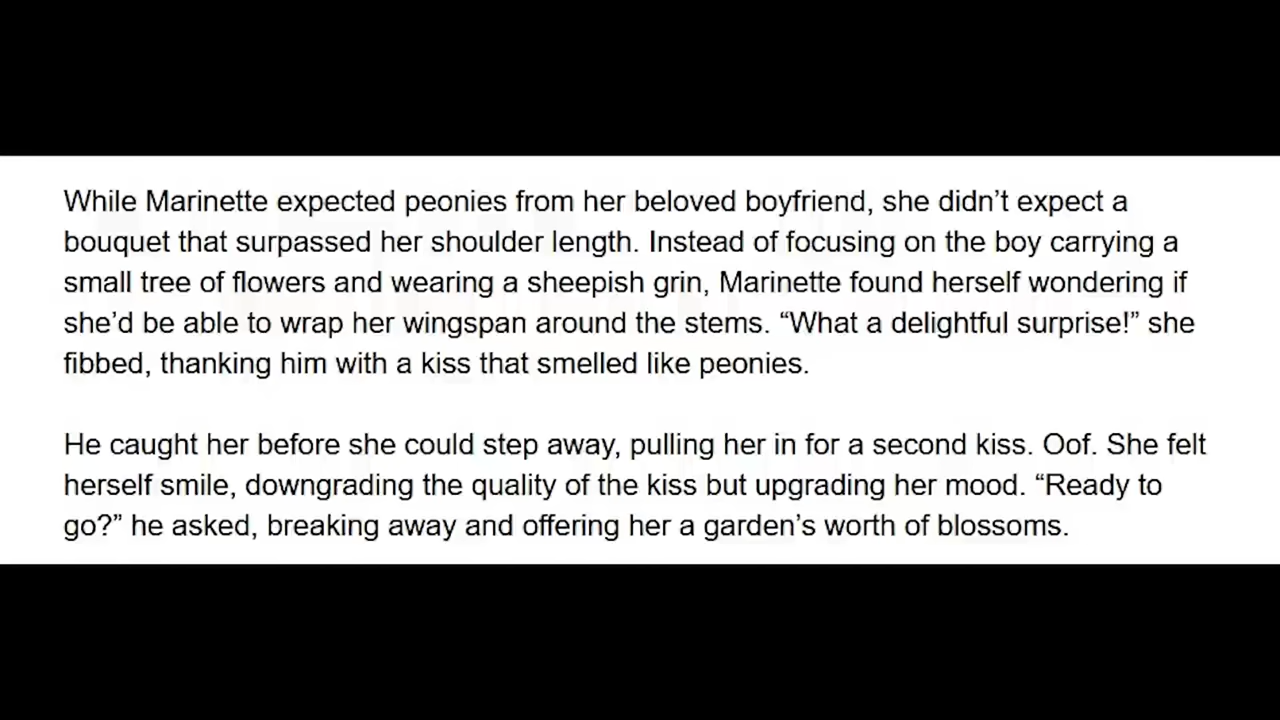 While Marinette expected peonies from her beloved boyfriend, she didn’t expect a
bouquet that surpassed her shoulder length. Instead of focusing on the boy carrying a
small tree of flowers and wearing a sheepish grin, Marinette found herself wondering if
she’d be able to wrap her wingspan around the stems. “What a delightful surprise!” she
fibbed, thanking him with a kiss that smelled like peonies.
He caught her before she could step away, pulling her in for a second kiss. Oof. She felt
herself smile, downgrading the quality of the kiss but upgrading her mood. “Ready to
go?” he asked, breaking away and offering her a garden’s worth of blossoms.